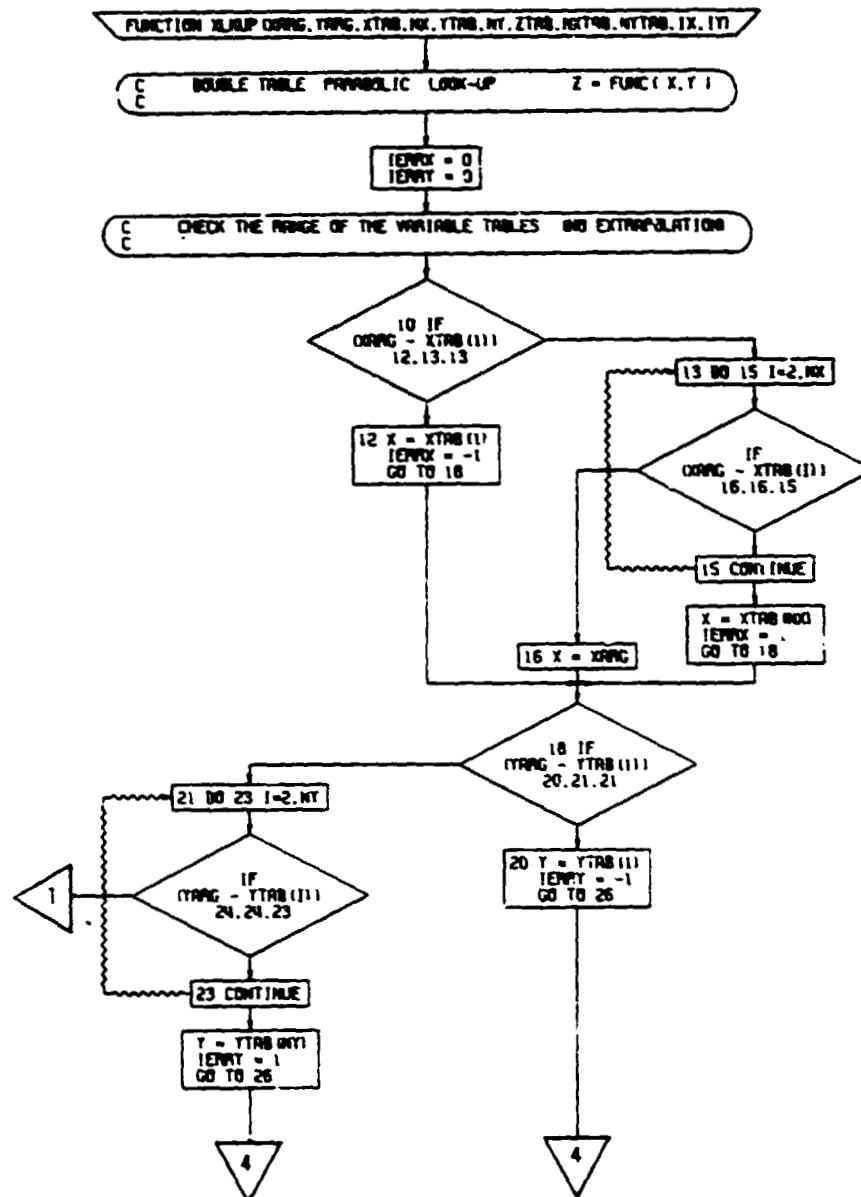 FUNCTION XLKUP (XARG,YARG,XTAB,NX,YTAB,NY,ZTAB,NXTAB,NYTAB,IX,IY)
C DOUBLE TABLE PARABOLIC LOOK-UP Z = FUNC( X,Y )
C
IERRX = 0
IERRY = 0
C CHECK THE RANGE OF THE VARIABLE TABLES (NO EXTRAPOLATION)
C
10 IF
(XARG - XTAB(1))
12,13,13
13 DO 15 I=2,NX
12 X = XTAB(1)
IERRX = -1
GO TO 18
IF
(XARG - XTAB(I))
16,16,15
15 CONTINUE
X = XTAB(NX)
IERRX =
GO TO 18
16 X = XARG
18 IF
(YARG - YTAB(1))
20,21,21
21 DO 23 I=2,NY
20 Y = YTAB(1)
IERRY = -1
GO TO 26
IF
(YARG - YTAB(I))
24,24,23
1
23 CONTINUE
Y = YTAB(NY)
IERRY = 1
GO TO 26
4
4